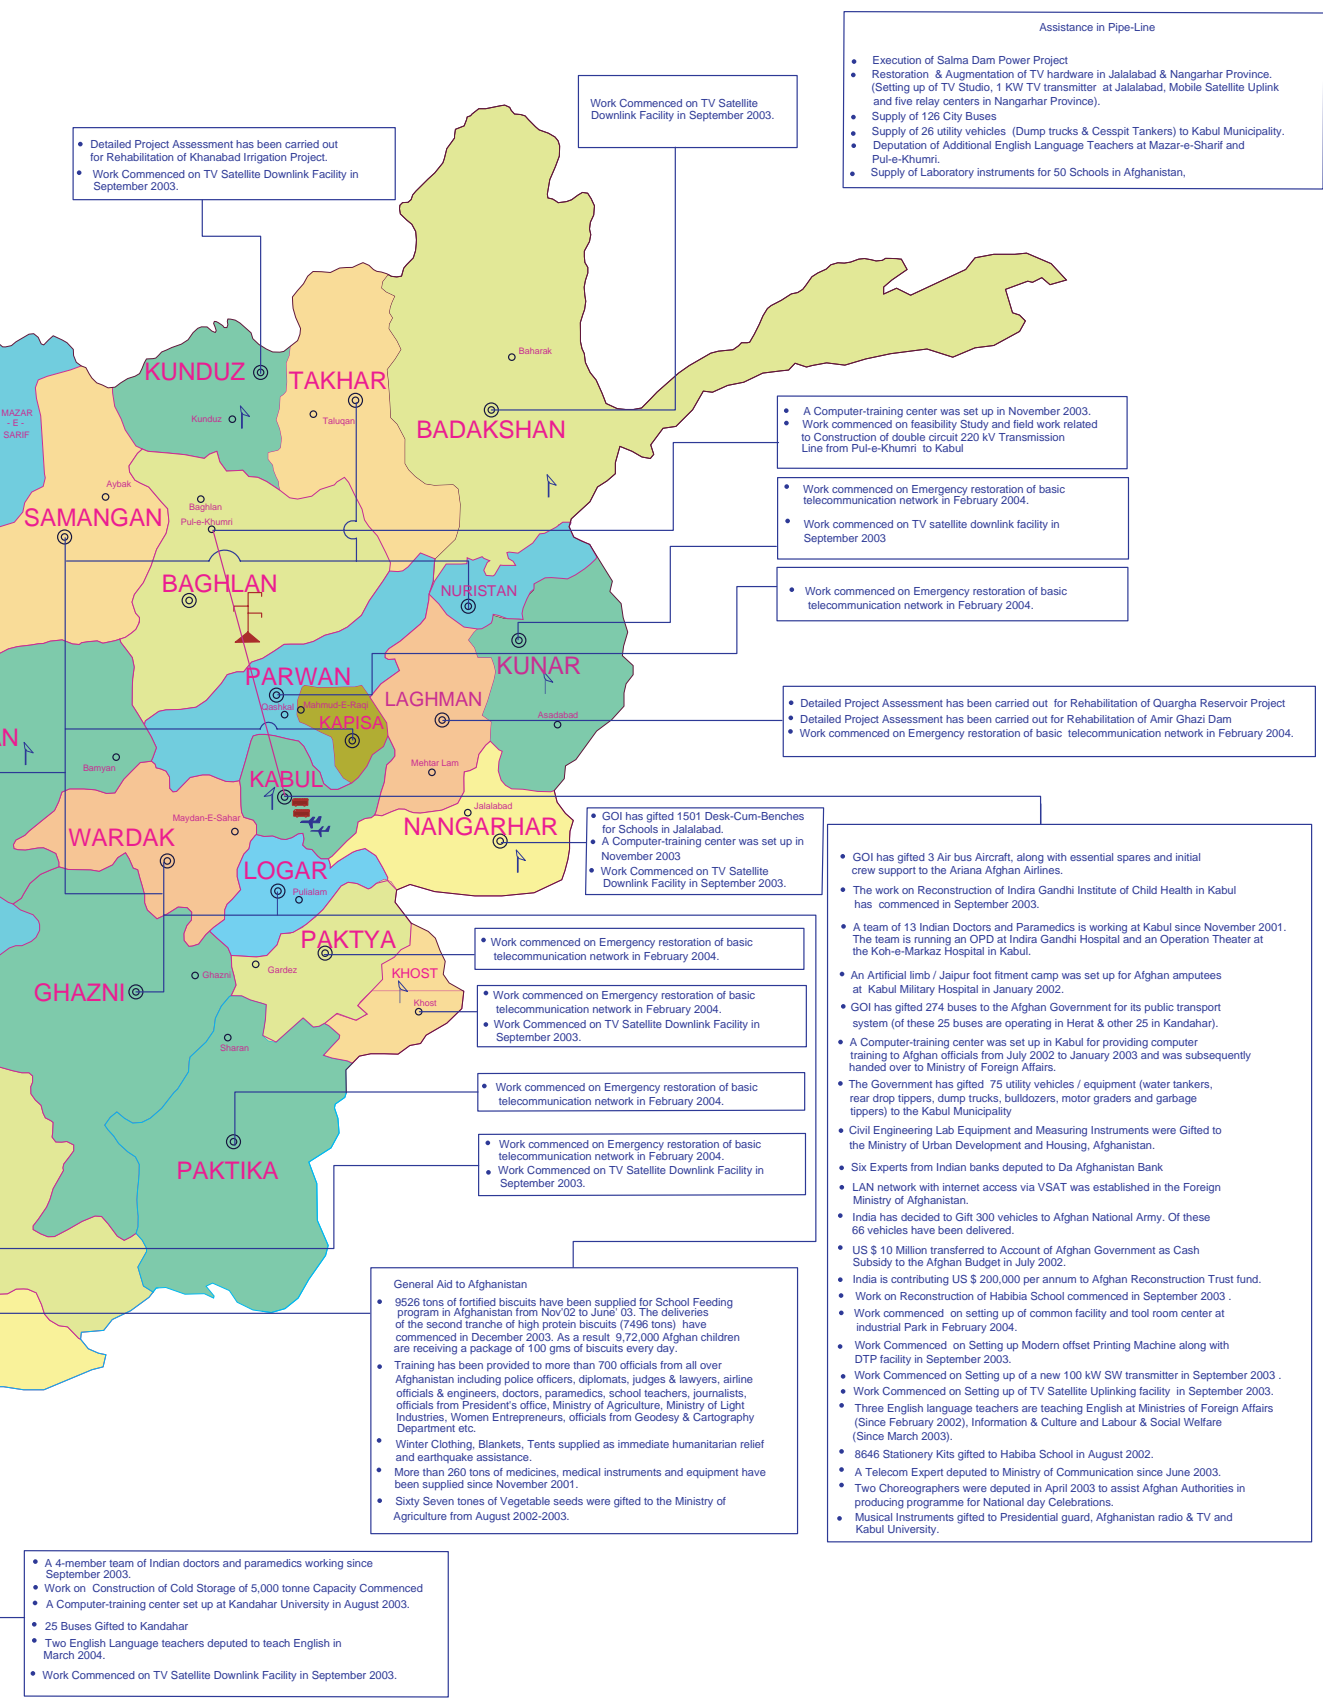 Assistance in Pipe-Line
• Execution of Salma Dam Power Project
• Restoration & Augmentation of TV hardware in Jalalabad & Nangarhar Province.
(Setting up of TV Studio, 1 KW TV transmitter at Jalalabad, Mobile Satellite Uplink
and five relay centers in Nangarhar Province).
• Supply of 126 City Buses
• Supply of 26 utility vehicles (Dump trucks & Cesspit Tankers) to Kabul Municipality.
• Deputation of Additional English Language Teachers at Mazar-e-Sharif and
Pul-e-Khumri.
• Supply of Laboratory instruments for 50 Schools in Afghanistan,
Work Commenced on TV Satellite
Downlink Facility in September 2003.
• Detailed Project Assessment has been carried out
for Rehabilitation of Khanabad Irrigation Project.
• Work Commenced on TV Satellite Downlink Facility in
September 2003.
KUNDUZ
Kunduz
TAKHAR
Taluqan
Baharak
BADAKSHAN
MAZAR
- E -
SARIF
Aybak
SAMANGAN
Baghlan
Pul-e-Khumri
BAGHLAN
NURISTAN
KUNAR
Asadabad
PARWAN
Qashkal
Mahmud-E-Raqi
KAPISA
LAGHMAN
Mehtar Lam
AN
Bamyan
KABUL
Maydan-E-Sahar
WARDAK
Jalalabad
NANGARHAR
LOGAR
Pulialam
PAKTYA
Gardez
KHOST
Khost
Ghazni
GHAZNI
Sharan
PAKTIKA
• A Computer-training center was set up in November 2003.
• Work commenced on feasibility Study and field work related
to Construction of double circuit 220 kV Transmission
Line from Pul-e-Khumri to Kabul
• Work commenced on Emergency restoration of basic
telecommunication network in February 2004.
• Work commenced on TV satellite downlink facility in
September 2003
• Work commenced on Emergency restoration of basic
telecommunication network in February 2004.
• Detailed Project Assessment has been carried out for Rehabilitation of Quargha Reservoir Project
• Detailed Project Assessment has been carried out for Rehabilitation of Amir Ghazi Dam
• Work commenced on Emergency restoration of basic telecommunication network in February 2004.
• GOI has gifted 1501 Desk-Cum-Benches
for Schools in Jalalabad.
• A Computer-training center was set up in
November 2003
• Work Commenced on TV Satellite
Downlink Facility in September 2003.
• Work commenced on Emergency restoration of basic
telecommunication network in February 2004.
• Work commenced on Emergency restoration of basic
telecommunication network in February 2004.
• Work Commenced on TV Satellite Downlink Facility in
September 2003.
• Work commenced on Emergency restoration of basic
telecommunication network in February 2004.
• Work commenced on Emergency restoration of basic
telecommunication network in February 2004.
• Work Commenced on TV Satellite Downlink Facility in
September 2003.
• GOI has gifted 3 Air bus Aircraft, along with essential spares and initial
crew support to the Ariana Afghan Airlines.
• The work on Reconstruction of Indira Gandhi Institute of Child Health in Kabul
has commenced in September 2003.
• A team of 13 Indian Doctors and Paramedics is working at Kabul since November 2001.
The team is running an OPD at Indira Gandhi Hospital and an Operation Theater at
the Koh-e-Markaz Hospital in Kabul.
• An Artificial limb / Jaipur foot fitment camp was set up for Afghan amputees
at Kabul Military Hospital in January 2002.
• GOI has gifted 274 buses to the Afghan Government for its public transport
system (of these 25 buses are operating in Herat & other 25 in Kandahar).
• A Computer-training center was set up in Kabul for providing computer
training to Afghan officials from July 2002 to January 2003 and was subsequently
handed over to Ministry of Foreign Affairs.
• The Government has gifted 75 utility vehicles / equipment (water tankers,
rear drop tippers, dump trucks, bulldozers, motor graders and garbage
tippers) to the Kabul Municipality
• Civil Engineering Lab Equipment and Measuring Instruments were Gifted to
the Ministry of Urban Development and Housing, Afghanistan.
• Six Experts from Indian banks deputed to Da Afghanistan Bank
• LAN network with internet access via VSAT was established in the Foreign
Ministry of Afghanistan.
• India has decided to Gift 300 vehicles to Afghan National Army. Of these
66 vehicles have been delivered.
• US $ 10 Million transferred to Account of Afghan Government as Cash
Subsidy to the Afghan Budget in July 2002.
• India is contributing US $ 200,000 per annum to Afghan Reconstruction Trust fund.
• Work on Reconstruction of Habibia School commenced in September 2003 .
• Work commenced on setting up of common facility and tool room center at
industrial Park in February 2004.
• Work Commenced on Setting up Modern offset Printing Machine along with
DTP facility in September 2003.
• Work Commenced on Setting up of a new 100 kW SW transmitter in September 2003 .
• Work Commenced on Setting up of TV Satellite Uplinking facility in September 2003.
• Three English language teachers are teaching English at Ministries of Foreign Affairs
(Since February 2002), Information & Culture and Labour & Social Welfare
(Since March 2003).
• 8646 Stationery Kits gifted to Habiba School in August 2002.
• A Telecom Expert deputed to Ministry of Communication since June 2003.
• Two Choreographers were deputed in April 2003 to assist Afghan Authorities in
producing programme for National day Celebrations.
• Musical Instruments gifted to Presidential guard, Afghanistan radio & TV and
Kabul University.
General Aid to Afghanistan
• 9526 tons of fortified biscuits have been supplied for School Feeding
program in Afghanistan from Nov'02 to June' 03. The deliveries
of the second tranche of high protein biscuits (7496 tons) have
commenced in December 2003. As a result 9,72,000 Afghan children
are receiving a package of 100 gms of biscuits every day.
• Training has been provided to more than 700 officials from all over
Afghanistan including police officers, diplomats, judges & lawyers, airline
officials & engineers, doctors, paramedics, school teachers, journalists,
officials from President's office, Ministry of Agriculture, Ministry of Light
Industries, Women Entrepreneurs, officials from Geodesy & Cartography
Department etc.
• Winter Clothing, Blankets, Tents supplied as immediate humanitarian relief
and earthquake assistance.
• More than 260 tons of medicines, medical instruments and equipment have
been supplied since November 2001.
• Sixty Seven tones of Vegetable seeds were gifted to the Ministry of
Agriculture from August 2002-2003.
• A 4-member team of Indian doctors and paramedics working since
September 2003.
• Work on Construction of Cold Storage of 5,000 tonne Capacity Commenced
• A Computer-training center set up at Kandahar University in August 2003.
• 25 Buses Gifted to Kandahar
• Two English Language teachers deputed to teach English in
March 2004.
• Work Commenced on TV Satellite Downlink Facility in September 2003.